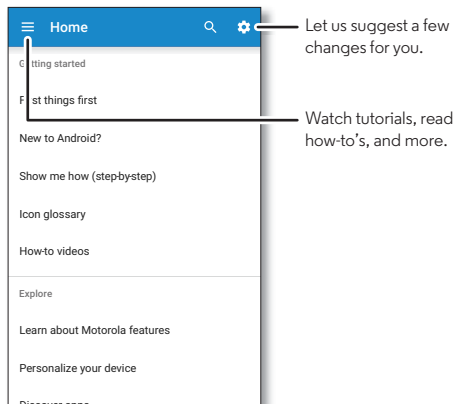 Home
Let us suggest a few
changes for you.
Getting started
First things first
Watch tutorials, read
how-to's, and more.
New to Android?
Show me how (step-by-step)
Icon glossary
How-to videos
Explore
Learn about Motorola features
Personalize your device
Discover apps